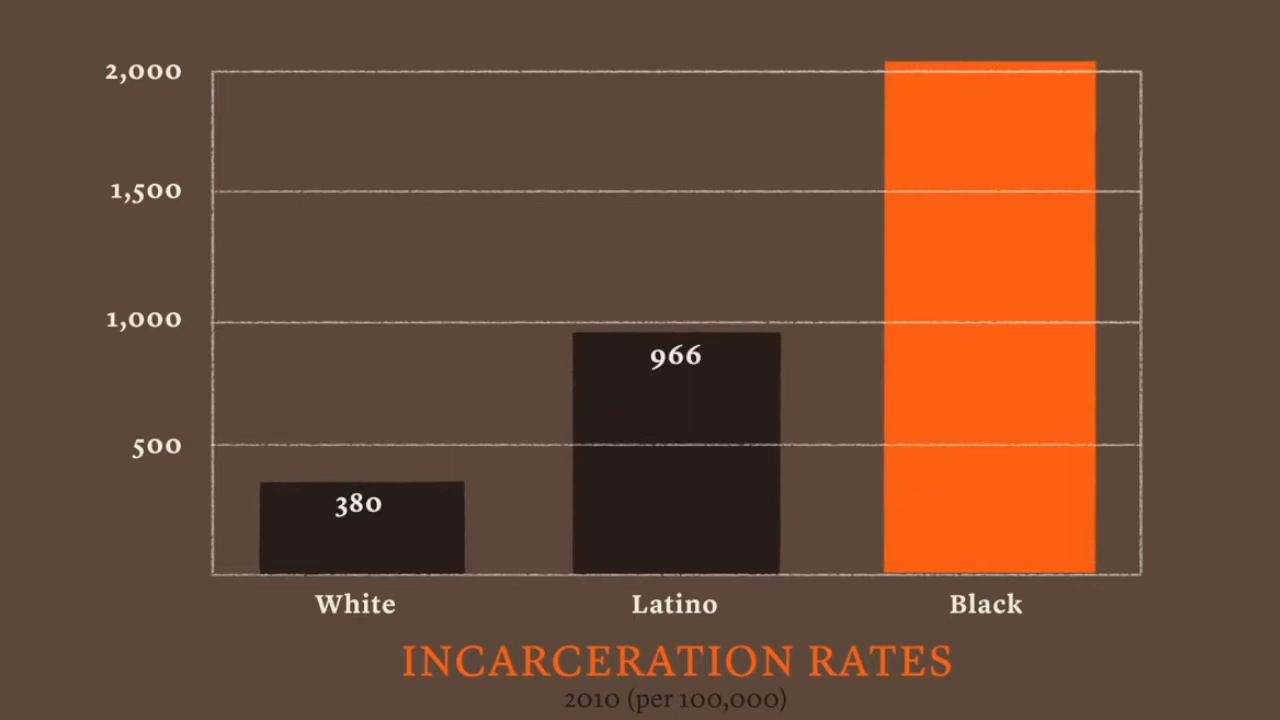 2,000
1,500
1,000
966
500
380
White Latino Black
INCARCERATION RATES
2010 (per 100,000)